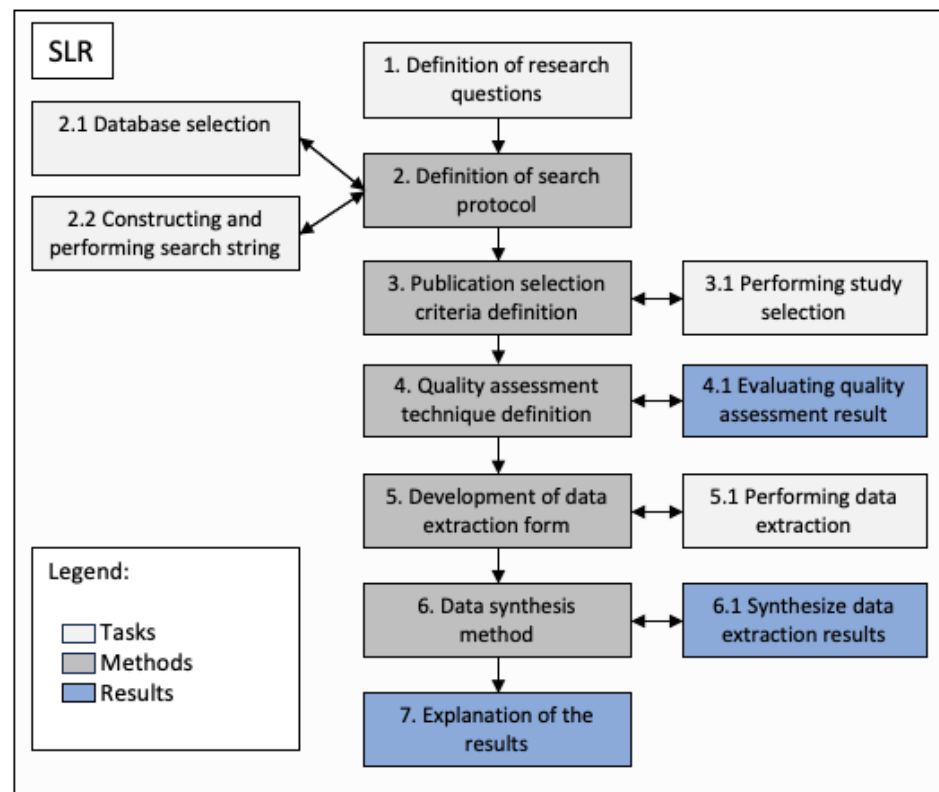 SLR
1. Definition of research
questions
2.1 Database selection
2. Definition of search
protocol
2.2 Constructing and
performing search string
3. Publication selection
criteria definition
3.1 Performing study
selection
4. Quality assessment
technique definition
4.1 Evaluating quality
assessment result
5. Development of data
extraction form
5.1 Performing data
extraction
6. Data synthesis
method
6.1 Synthesize data
extraction results
7. Explanation of the
results
Legend:
Tasks
Methods
Results